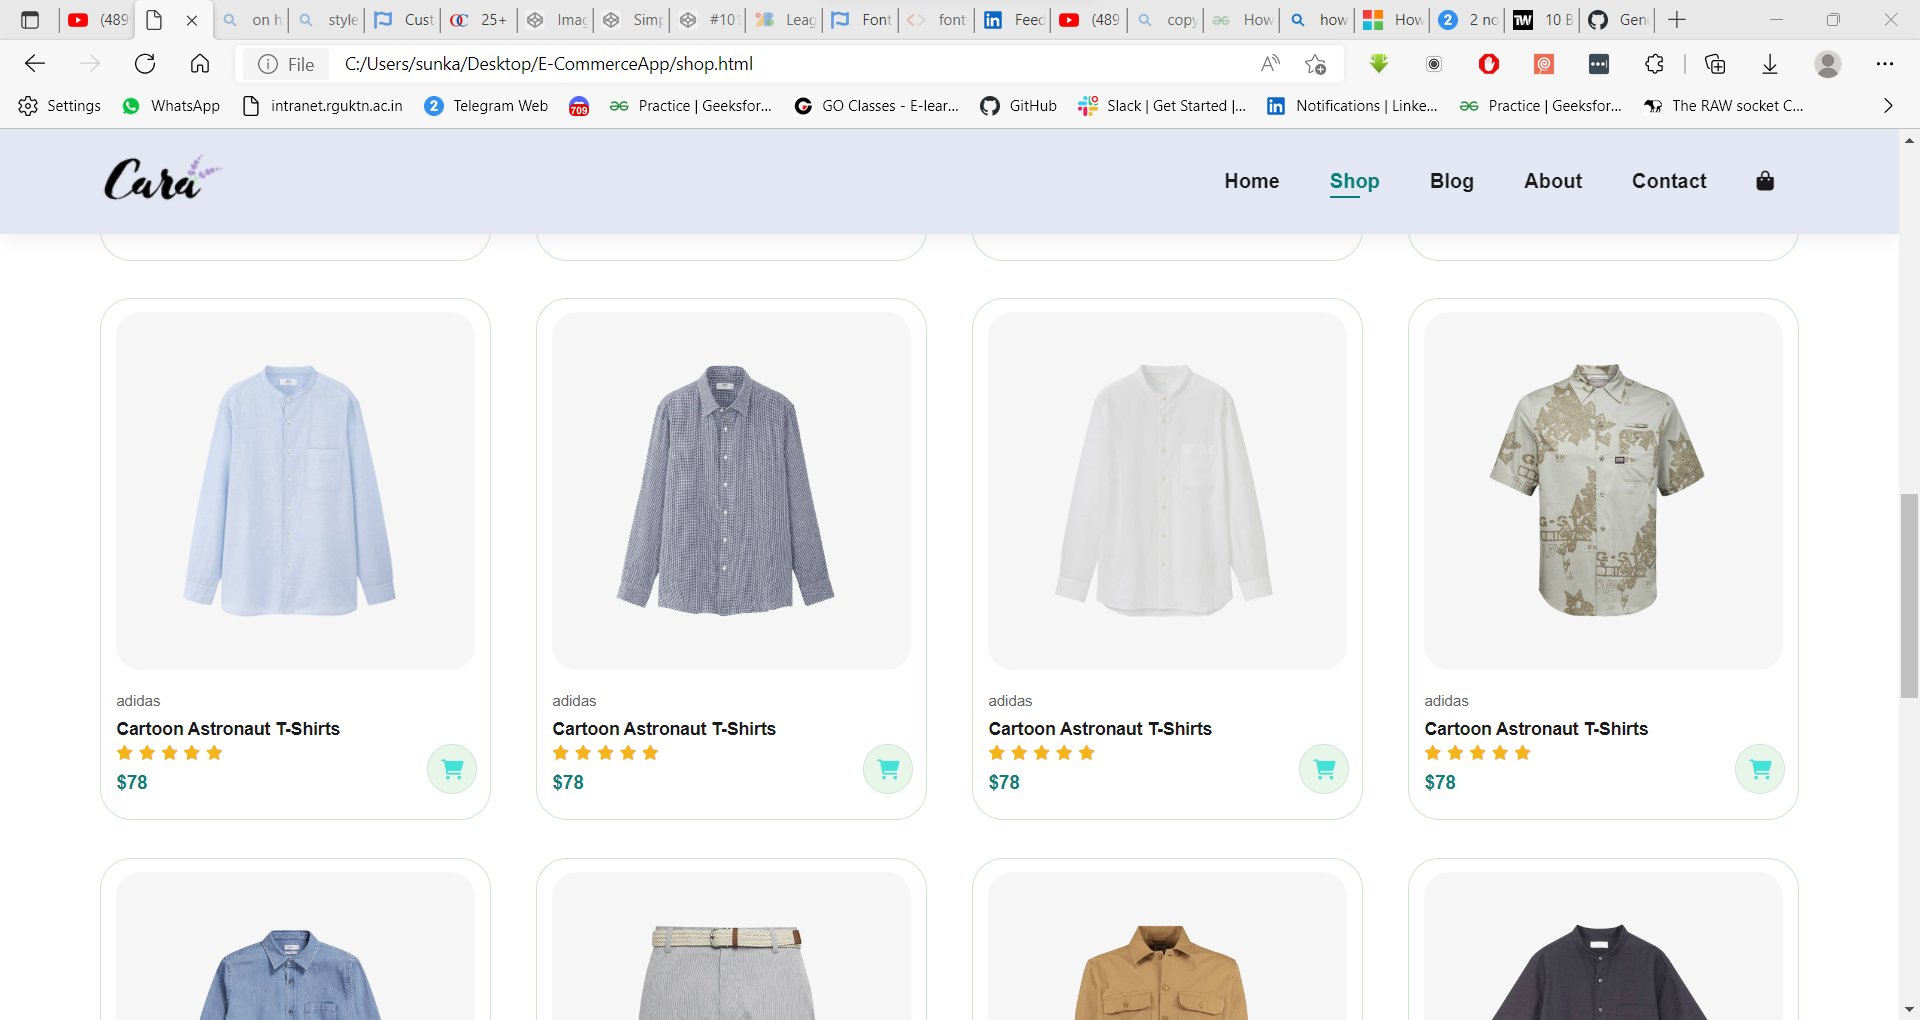 (489
on h
style
Cust
25+
Imag
Simp
#101
Leag
Font
font-
Feed
(489
copy
How
how
How
2 no
10 B
Gen
File
C:/Users/sunka/Desktop/E-CommerceApp/shop.html
Settings
WhatsApp
intranet.rguktn.ac.in
2 Telegram Web
709
Practice | Geeksfor...
GO Classes - E-lear...
GitHub
Slack | Get Started |...
Notifications | Linke...
Practice | Geeksfor...
The RAW socket C...
Cara
Home
Shop
Blog
About
Contact
adidas
Cartoon Astronaut T-Shirts
$78
adidas
Cartoon Astronaut T-Shirts
$78
adidas
Cartoon Astronaut T-Shirts
$78
adidas
Cartoon Astronaut T-Shirts
$78